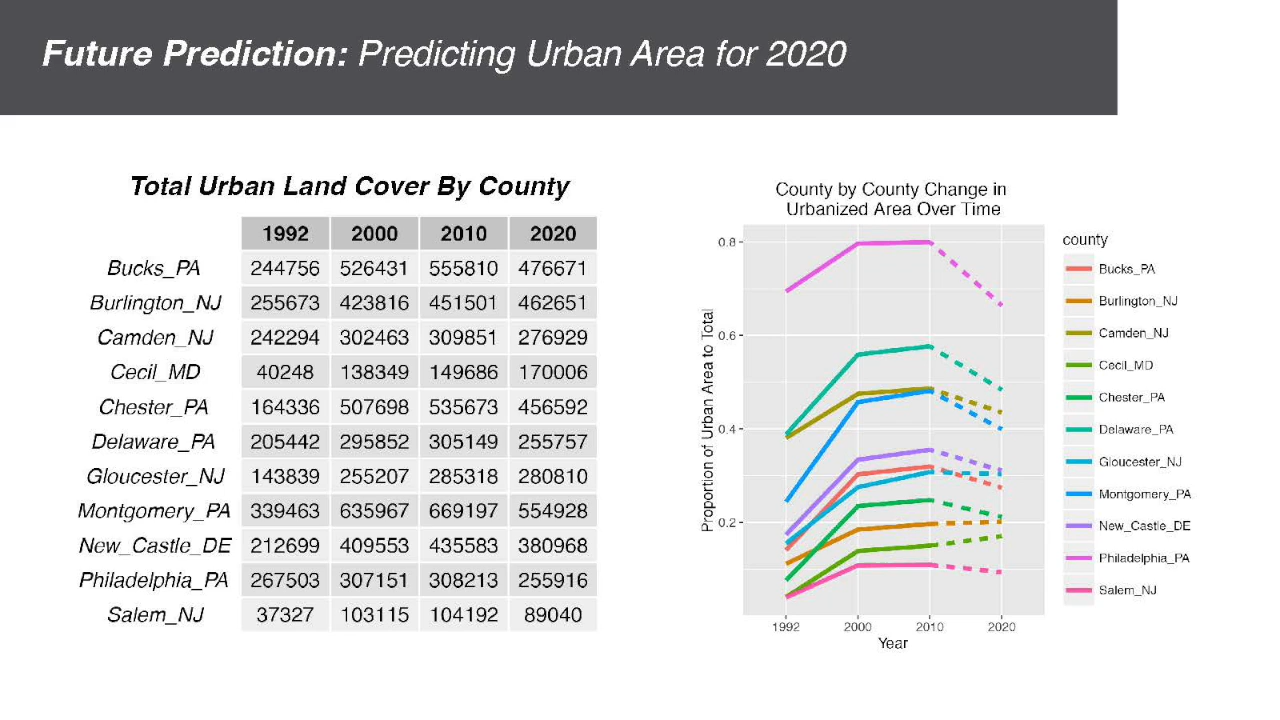 Future Prediction: Predicting Urban Area for 2020
Total Urban Land Cover By County
1992 2000 2010 2020
Bucks_PA 244756 526431 555810 476671
Burlington_NJ 255673 423816 451501 462651
Camden_NJ 242294 302463 309851 276929
Cecil_MD 40248 138349 149686 170006
Chester_PA 164336 507698 535673 456592
Delaware_PA 205442 295852 305149 255757
Gloucester_NJ 143839 255207 285318 280810
Montgomery_PA 339463 635967 669197 554928
New_Castle_DE 212699 409553 435583 380968
Philadelphia_PA 267503 307151 308213 255916
Salem_NJ 37327 103115 104192 89040
County by County Change in
Urbanized Area Over Time
Proportion of Urban Area to Total
0.8
0.6
0.4
0.2
1992 2000 2010 2020
Year
county
Bucks_PA
Burlington_NJ
Camden_NJ
Cecil_MD
Chester_PA
Delaware_PA
Gloucester_NJ
Montgomery_PA
New_Castle_DE
Philadelphia_PA
Salem_NJ